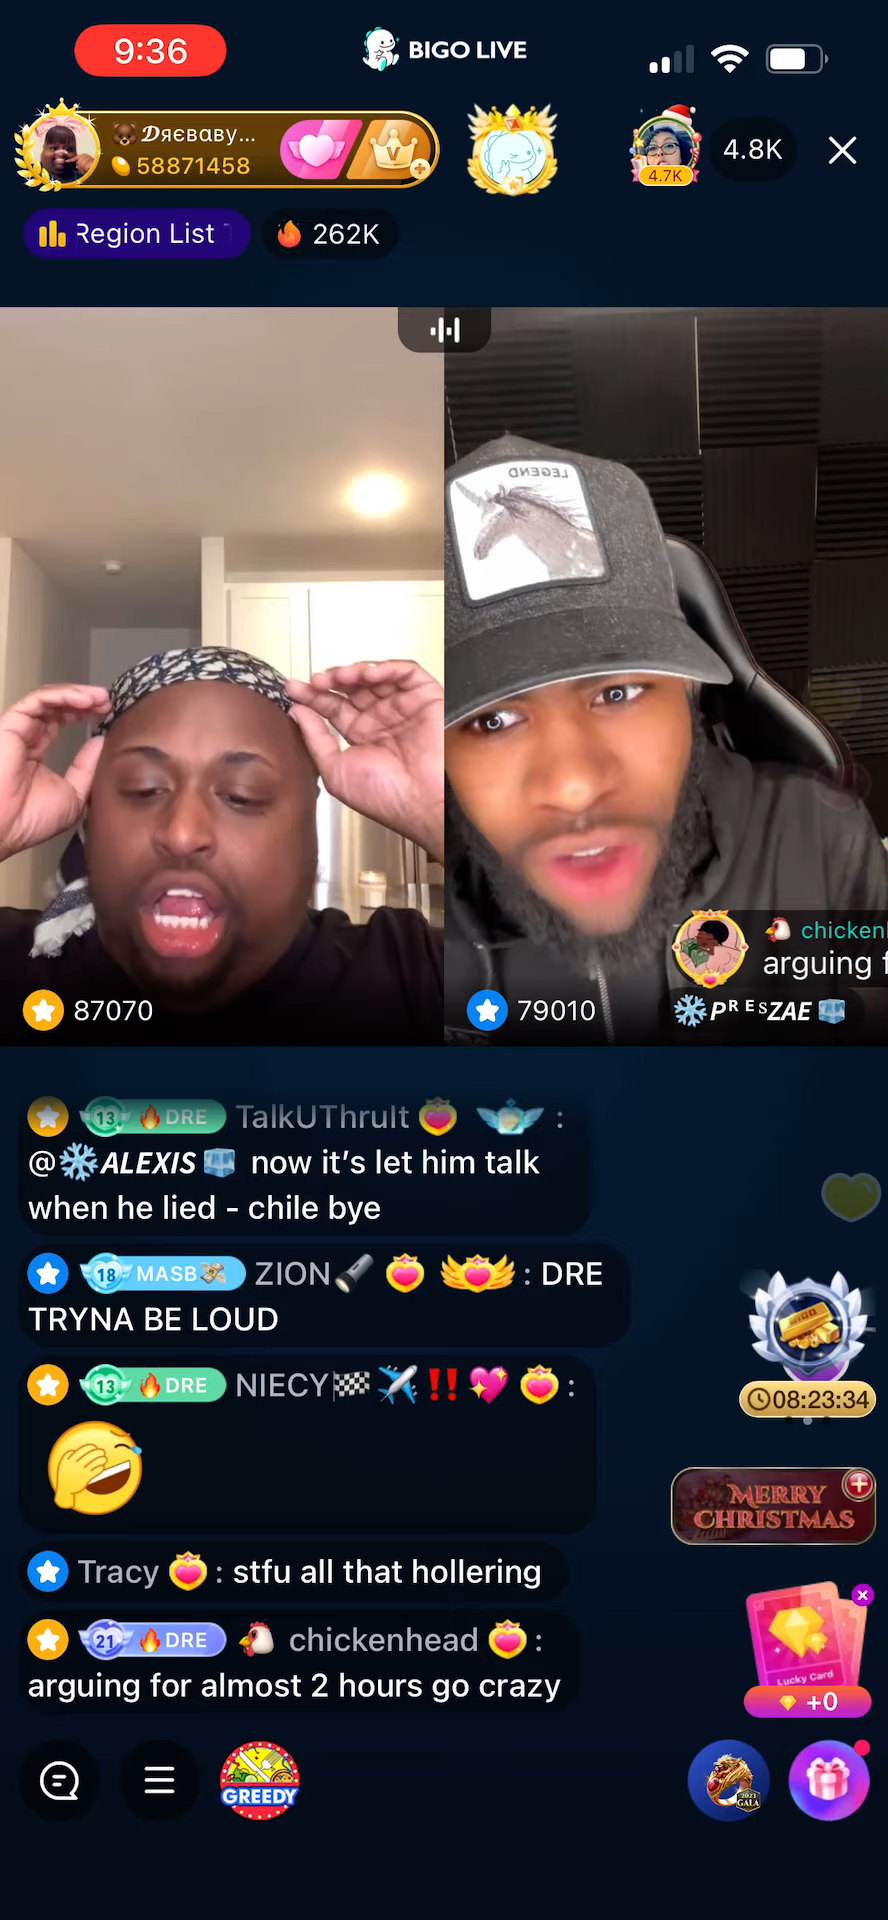 9:36
BIGO LIVE
🐻 𝓓яєвαву...
58871458
4.7K
4.8K
Region List
262K
LEGEND
🐔 chicken
arguing f
87070
79010
❄️PᴿᴱˢZAE🧊
13 🔥DRE TalkUThruIt :
@❄️ALEXIS🧊 now it's let him talk
when he lied - chile bye
18 MASB💸 ZION🔦 : DRE
TRYNA BE LOUD
13 🔥DRE NIECY🏁✈️‼️💖 :
🤣
Tracy : stfu all that hollering
21 🔥DRE 🐔 chickenhead :
arguing for almost 2 hours go crazy
08:23:34
MERRY
CHRISTMAS
Lucky Card
+0
GREEDY
2023
GALA